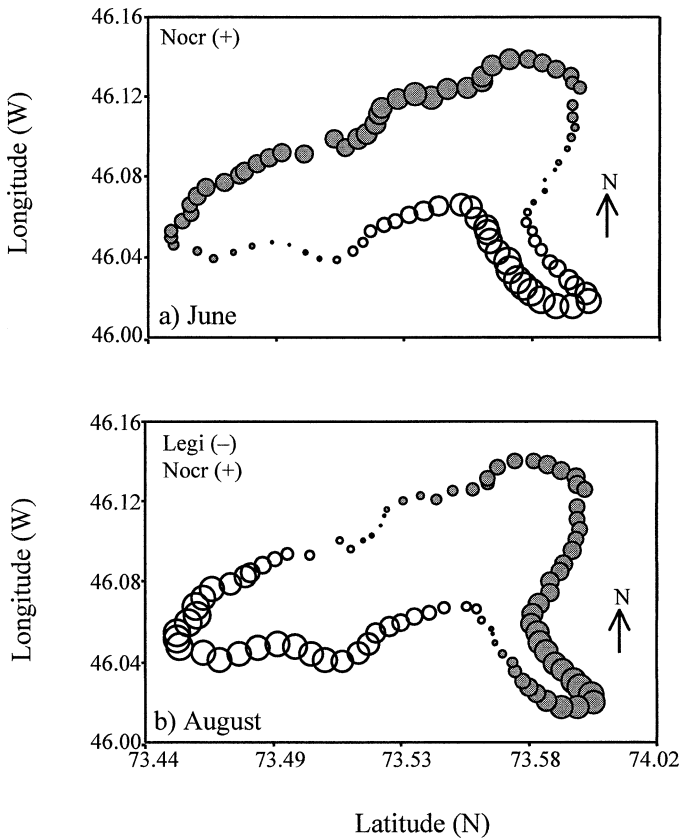 46.16
Nocr (+)
46.12
Longitude (W)
46.08
N
46.04
a) June
46.00
46.16
Legi (–)
Nocr (+)
46.12
Longitude (W)
46.08
N
46.04
b) August
46.00
73.44 73.49 73.53 73.58 74.02
Latitude (N)